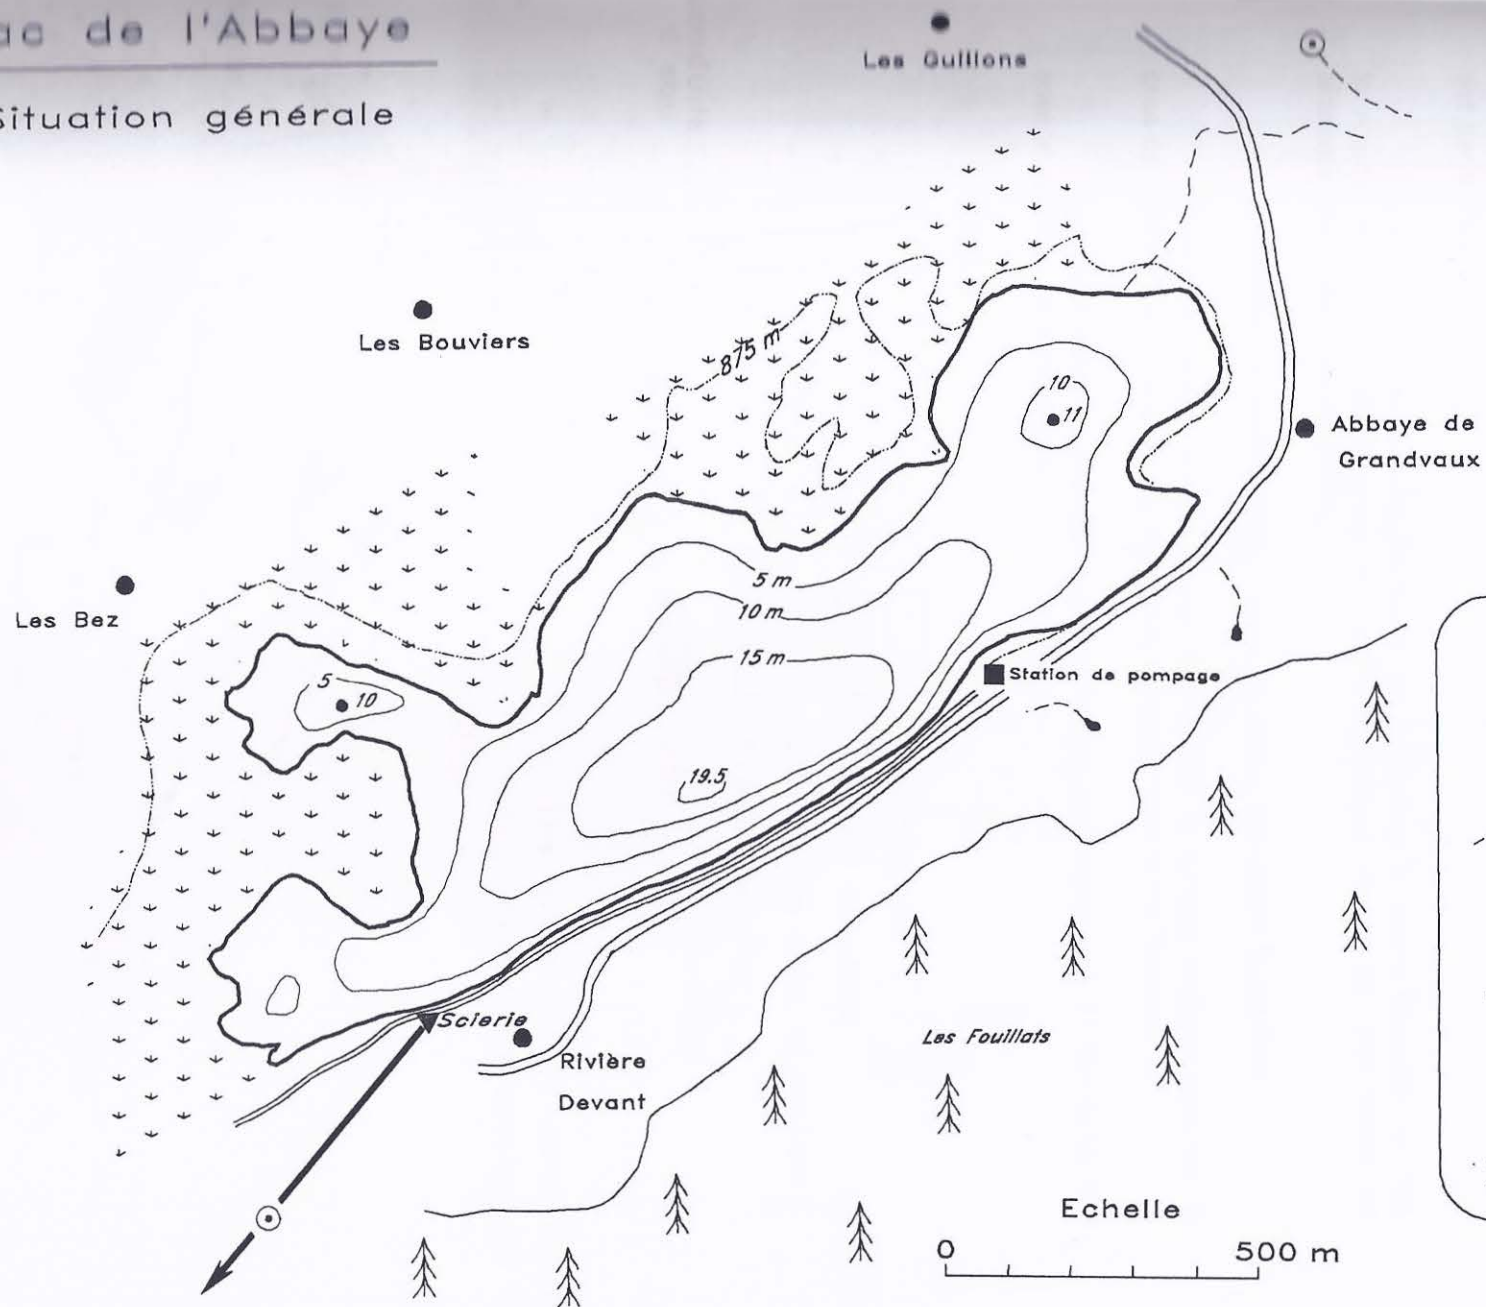 ac de l'Abbaye
Situation générale
Les Guillons
Les Bouviers
875 m
10
11
Abbaye de
Grandvaux
Les Bez
5 m
10 m
15 m
5
10
Station de pompage
19.5
Scierie
Rivière
Devant
Les Fouillats
Echelle
0
500 m